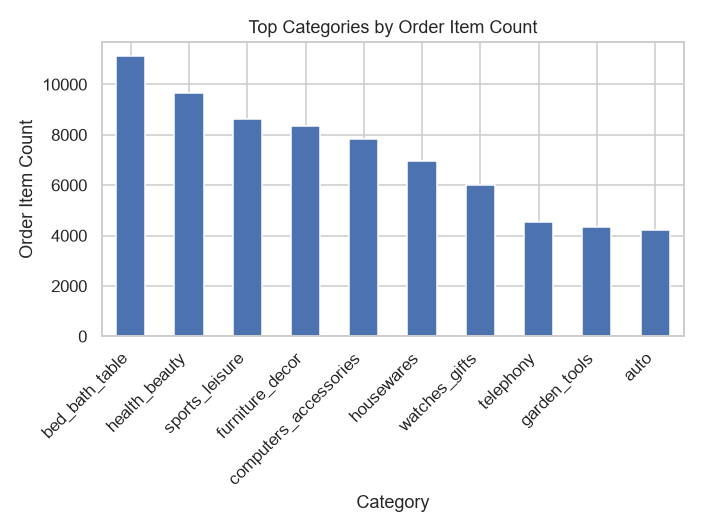 Top Categories by Order Item Count
Order Item Count
10000
8000
6000
4000
2000
0
bed_bath_table
health_beauty
sports_leisure
furniture_decor
computers_accessories
housewares
watches_gifts
telephony
garden_tools
auto
Category